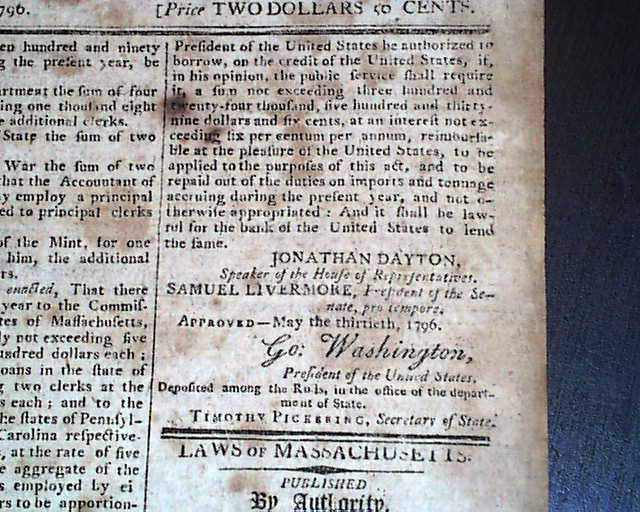 796. [Price TWO DOLLARS 50 CENTS.
en hundred and ninety
g the present year, be
artment the sum of four
ing one thousand eight
e additional clerks.
State the sum of two
War the sum of two
that the Accountant of
y employ a principal
ed to principal clerks
of the Mint, for one
him, the additional
rs.
enacted, That there
year to the Commis-
tes of Massachusetts,
ly not exceeding five
undred dollars each ;
oans in the state of
g two clerks at the
s each ; and to the
he states of Pennsyl-
Carolina respective-
s, at the rate of five
e aggregate of the
s employed by
rs to be apportion-
President of the United States be authorized to
borrow, on the credit of the United States, if,
in his opinion, the public service shall require
it, a sum not exceeding three hundred and
twenty-four thousand, five hundred and thirty-
nine dollars and six cents, at an interest not ex-
ceeding six per centum per annum, reimbursa-
ble at the pleasure of the United States, to be
applied to the purposes of this act, and to be
repaid out of the duties on imports and tonnage
accruing during the present year, and not o-
therwise appropriated : And it shall be law-
ful for the bank of the United States to lend
the same.
JONATHAN DAYTON,
Speaker of the House of Representatives.
SAMUEL LIVERMORE, President of the Se-
nate, pro tempore.
APPROVED—May the thirtieth, 1796.
Go: Washington,
President of the United States.
Deposited among the Rolls, in the office of the depart-
ment of State.
TIMOTHY PICKERING, Secretary of State.
LAWS OF MASSACHUSETTS.
PUBLISHED
By Authority.